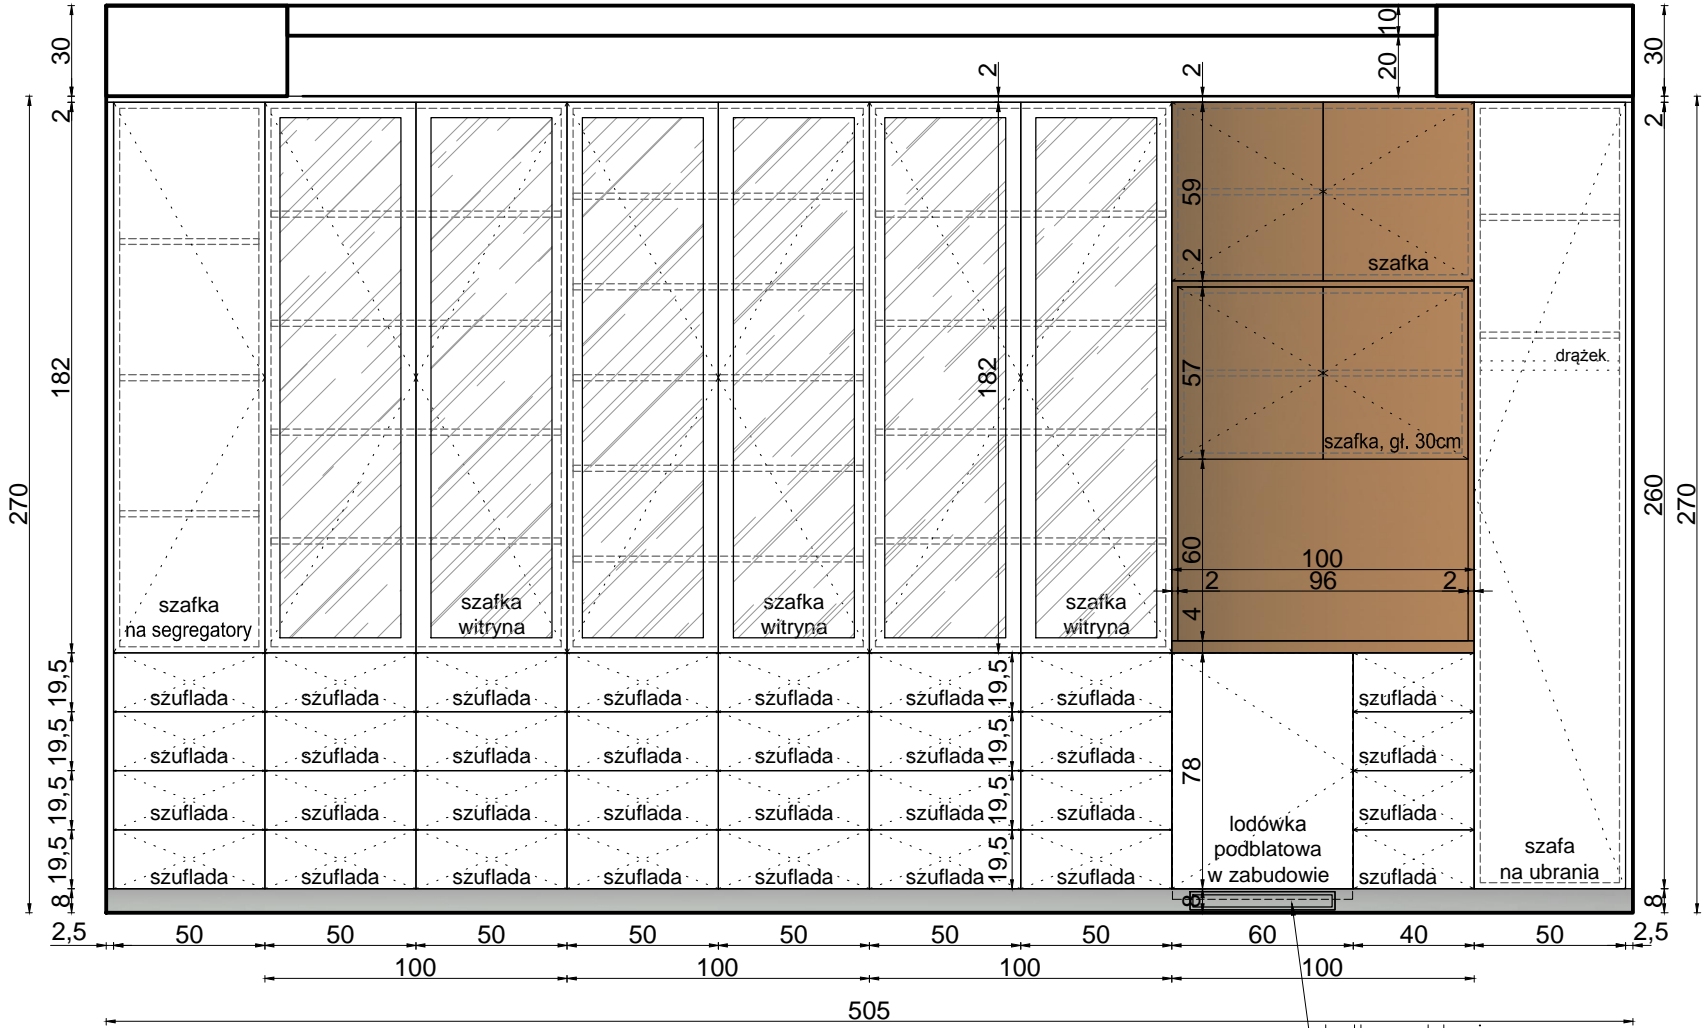 30
10
20
30
2
2
2
2
59
2
szafka
182
182
57
drążek
szafka, gł. 30cm
270
260
270
60
100
2
96
2
4
szafka
na segregatory
szafka
witryna
szafka
witryna
szafka
witryna
19,5
szuflada
szuflada
szuflada
szuflada
szuflada
szuflada
19,5
szuflada
szuflada
19,5
szuflada
szuflada
szuflada
szuflada
szuflada
szuflada
19,5
szuflada
78
szuflada
19,5
szuflada
szuflada
szuflada
szuflada
szuflada
szuflada
19,5
szuflada
szuflada
lodówka
podblatowa
w zabudowie
19,5
szuflada
szuflada
szuflada
szuflada
szuflada
szuflada
19,5
szuflada
szuflada
szafa
na ubrania
8
8
8
2,5
50
50
50
50
50
50
50
60
40
50
2,5
100
100
100
100
505